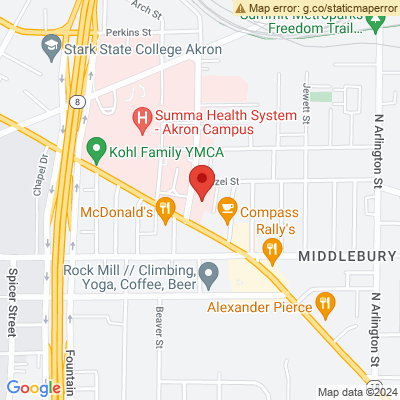 Map error: g.co/staticmaperror
Arch St
Perkins St
Summit Metroparks
Freedom Trail...
Stark State College Akron
Jewett St
N Arlington St
8
Summa Health System
- Akron Campus
Kohl Family YMCA
Chapel Dr
zel St
McDonald's
Compass
Rally's
MIDDLEBURY
Rock Mill // Climbing,
Yoga, Coffee, Beer
Alexander Pierce
Spicer Street
Beaver St
Fountain
N Arlington St
Google
Map data ©2024